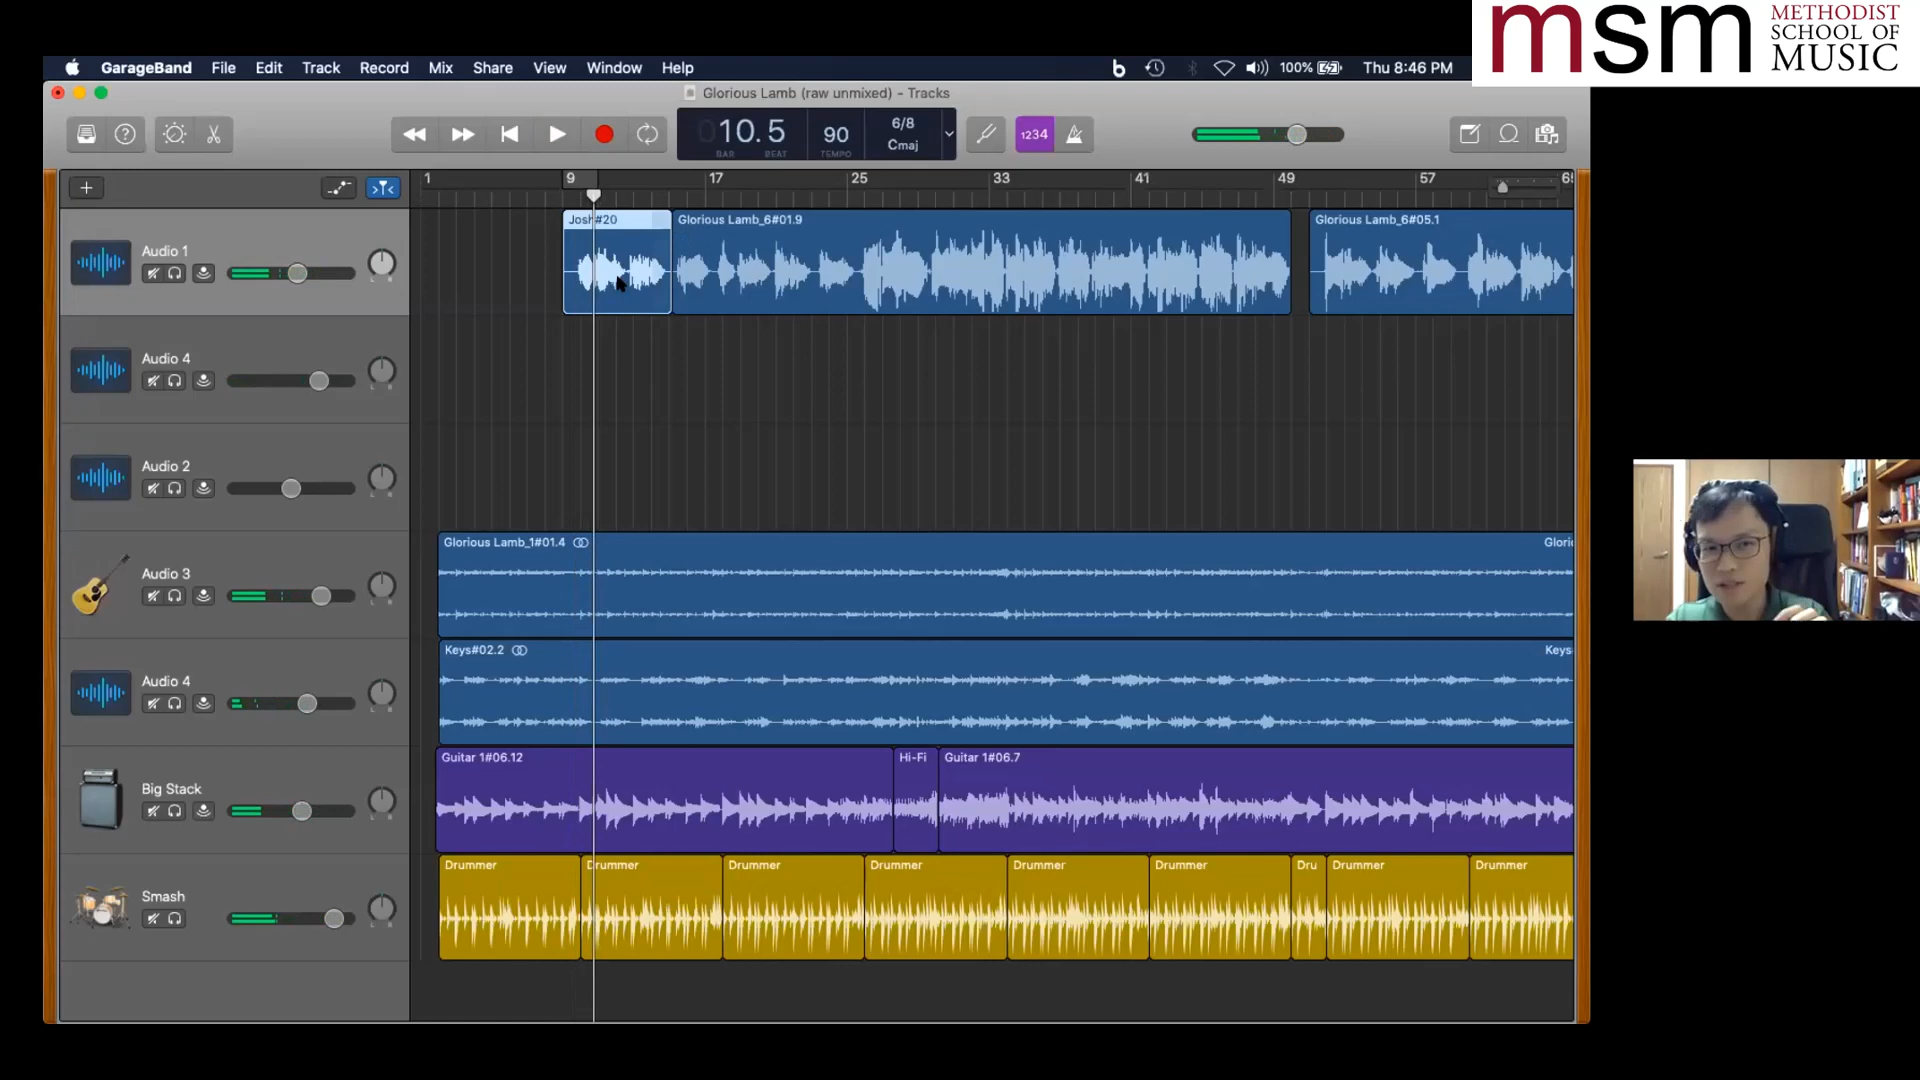 msm METHODIST
SCHOOL OF
MUSIC
GarageBand File Edit Track Record Mix Share View Window Help 100% Thu 8:46 PM
Glorious Lamb (raw unmixed) - Tracks
010.5 90 6/8
Cmaj
BAR BEAT TEMPO
1234
1 9 17 25 33 41 49 57 65
Josh#20 Glorious Lamb_6#01.9 Glorious Lamb_6#05.1
Audio 1
Audio 4
Audio 2
Glorious Lamb_1#01.4 Glori
Audio 3
Keys#02.2 Keys
Audio 4
Guitar 1#06.12 Hi-Fi Guitar 1#06.7
Big Stack
Drummer Drummer Drummer Drummer Drummer Drummer Dru Drummer Drummer
Smash